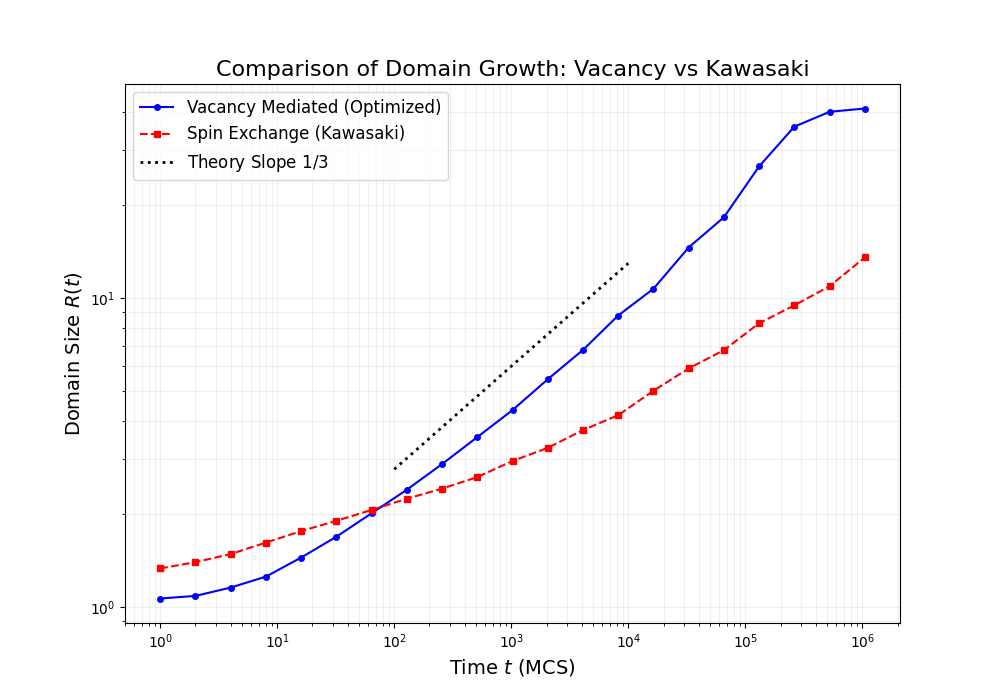 Comparison of Domain Growth: Vacancy vs Kawasaki
Vacancy Mediated (Optimized)
Spin Exchange (Kawasaki)
Theory Slope 1/3
Domain Size R(t)
10¹
10⁰
10⁰ 10¹ 10² 10³ 10⁴ 10⁵ 10⁶
Time t (MCS)